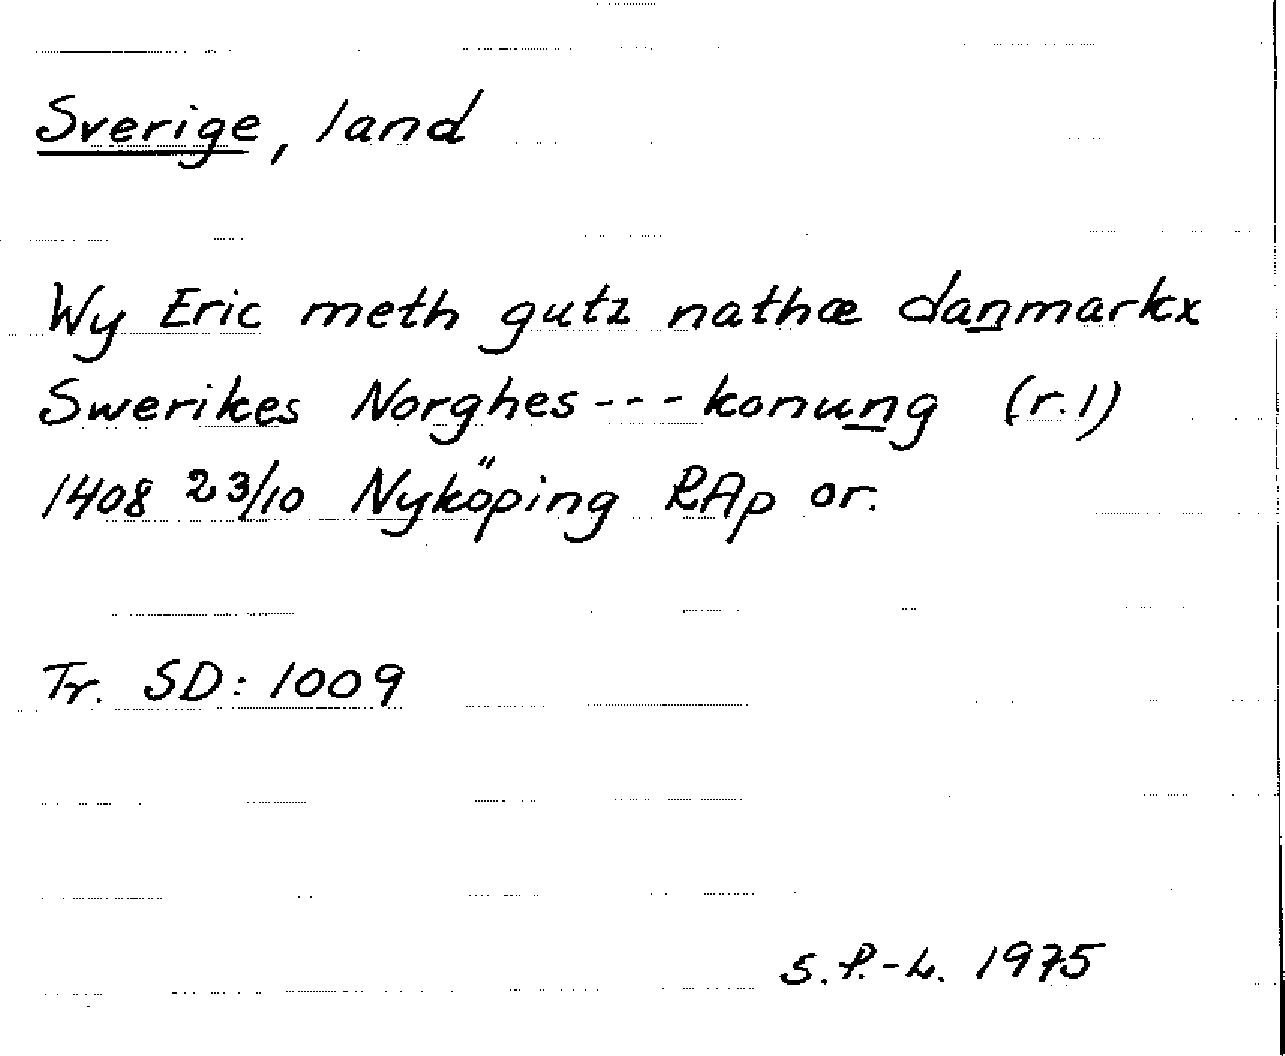 Sverige, land
Wy Eric meth gutz nathæ danmarkx
Swerikes Norghes --- konung (r.1)
1408 23/10 Nyköping RAp or.
Tr. SD: 1009
S.P.-L. 1975